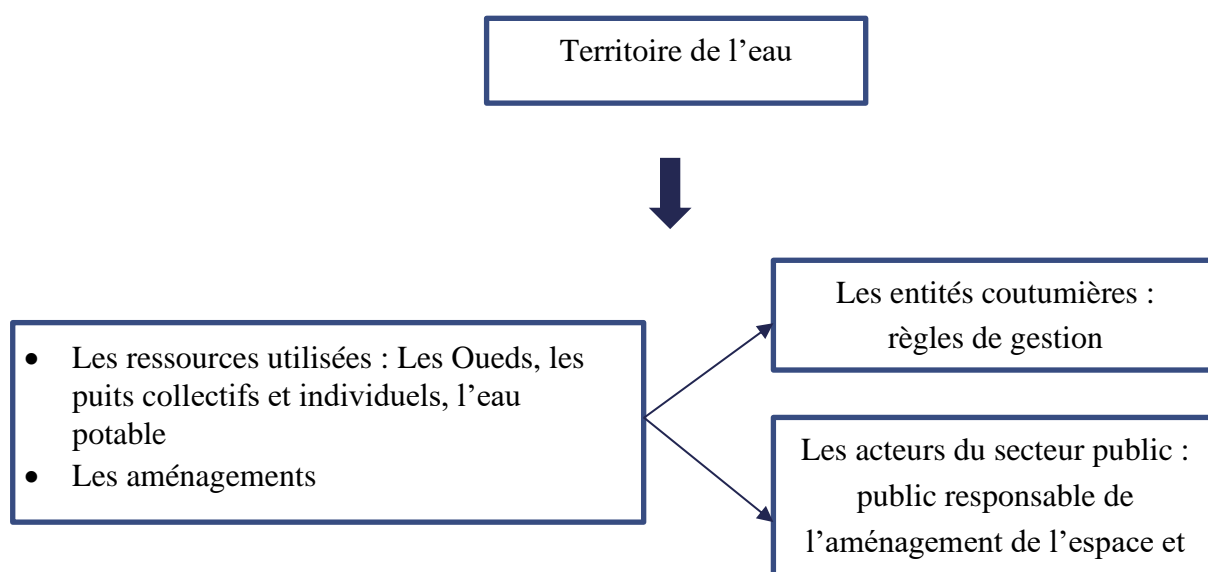 Territoire de l’eau
Les entités coutumières :
règles de gestion
• Les ressources utilisées : Les Oueds, les
puits collectifs et individuels, l’eau
potable
• Les aménagements
Les acteurs du secteur public :
public responsable de
l’aménagement de l’espace et